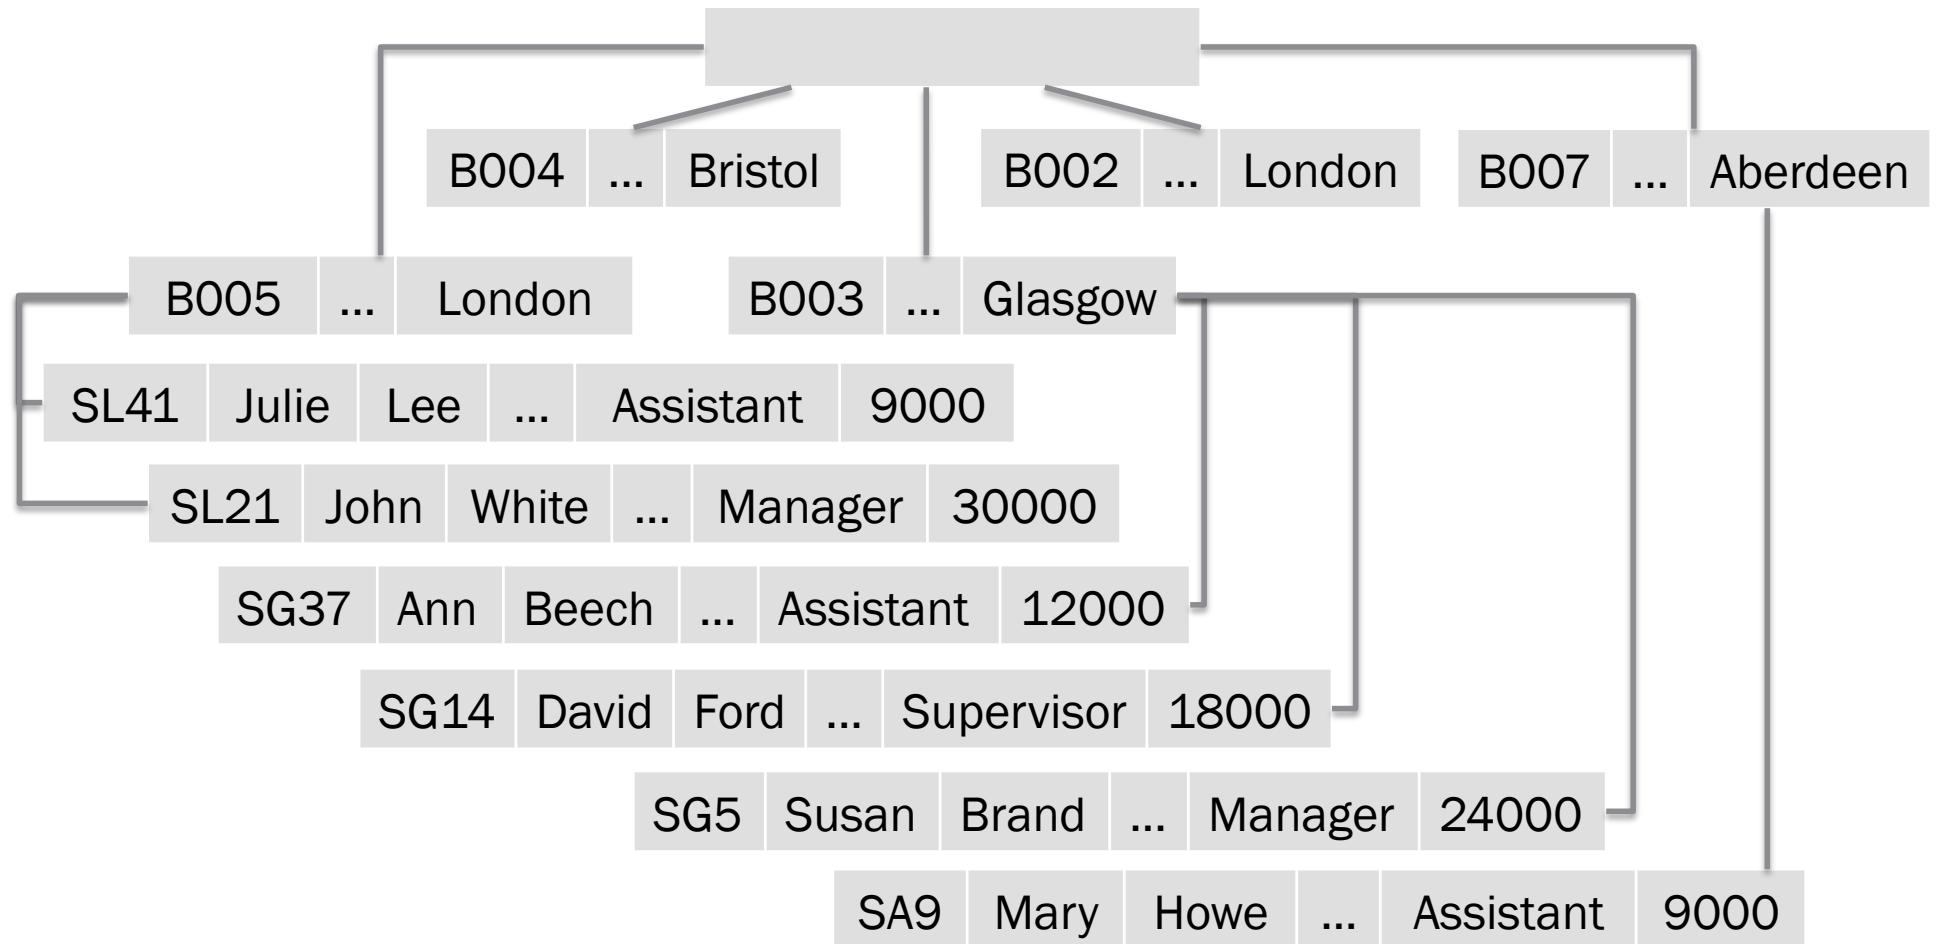 B004 ... Bristol B002 ... London B007 ... Aberdeen
B005 ... London B003 ... Glasgow
SL41 Julie Lee ... Assistant 9000
SL21 John White ... Manager 30000
SG37 Ann Beech ... Assistant 12000
SG14 David Ford ... Supervisor 18000
SG5 Susan Brand ... Manager 24000
SA9 Mary Howe ... Assistant 9000